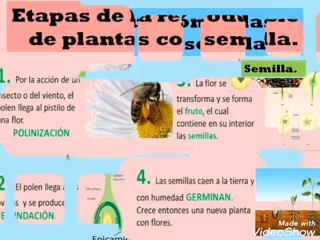 Etapas de la
de plantas co semilla.
Semilla.
1. Por la acción de un
insecto o del viento, el
polen llega al pistilo de
una flor.
POLINIZACIÓN
3. La flor se
transforma y se forma
el fruto, el cual
contiene en su interior
las semillas.
2 El polen llega a
y se produce
4. Las semillas caen a la tierra y
con humedad GERMINAN.
Crece entonces una nueva planta
con flores.
Epicarpi
Made with
VideoShow